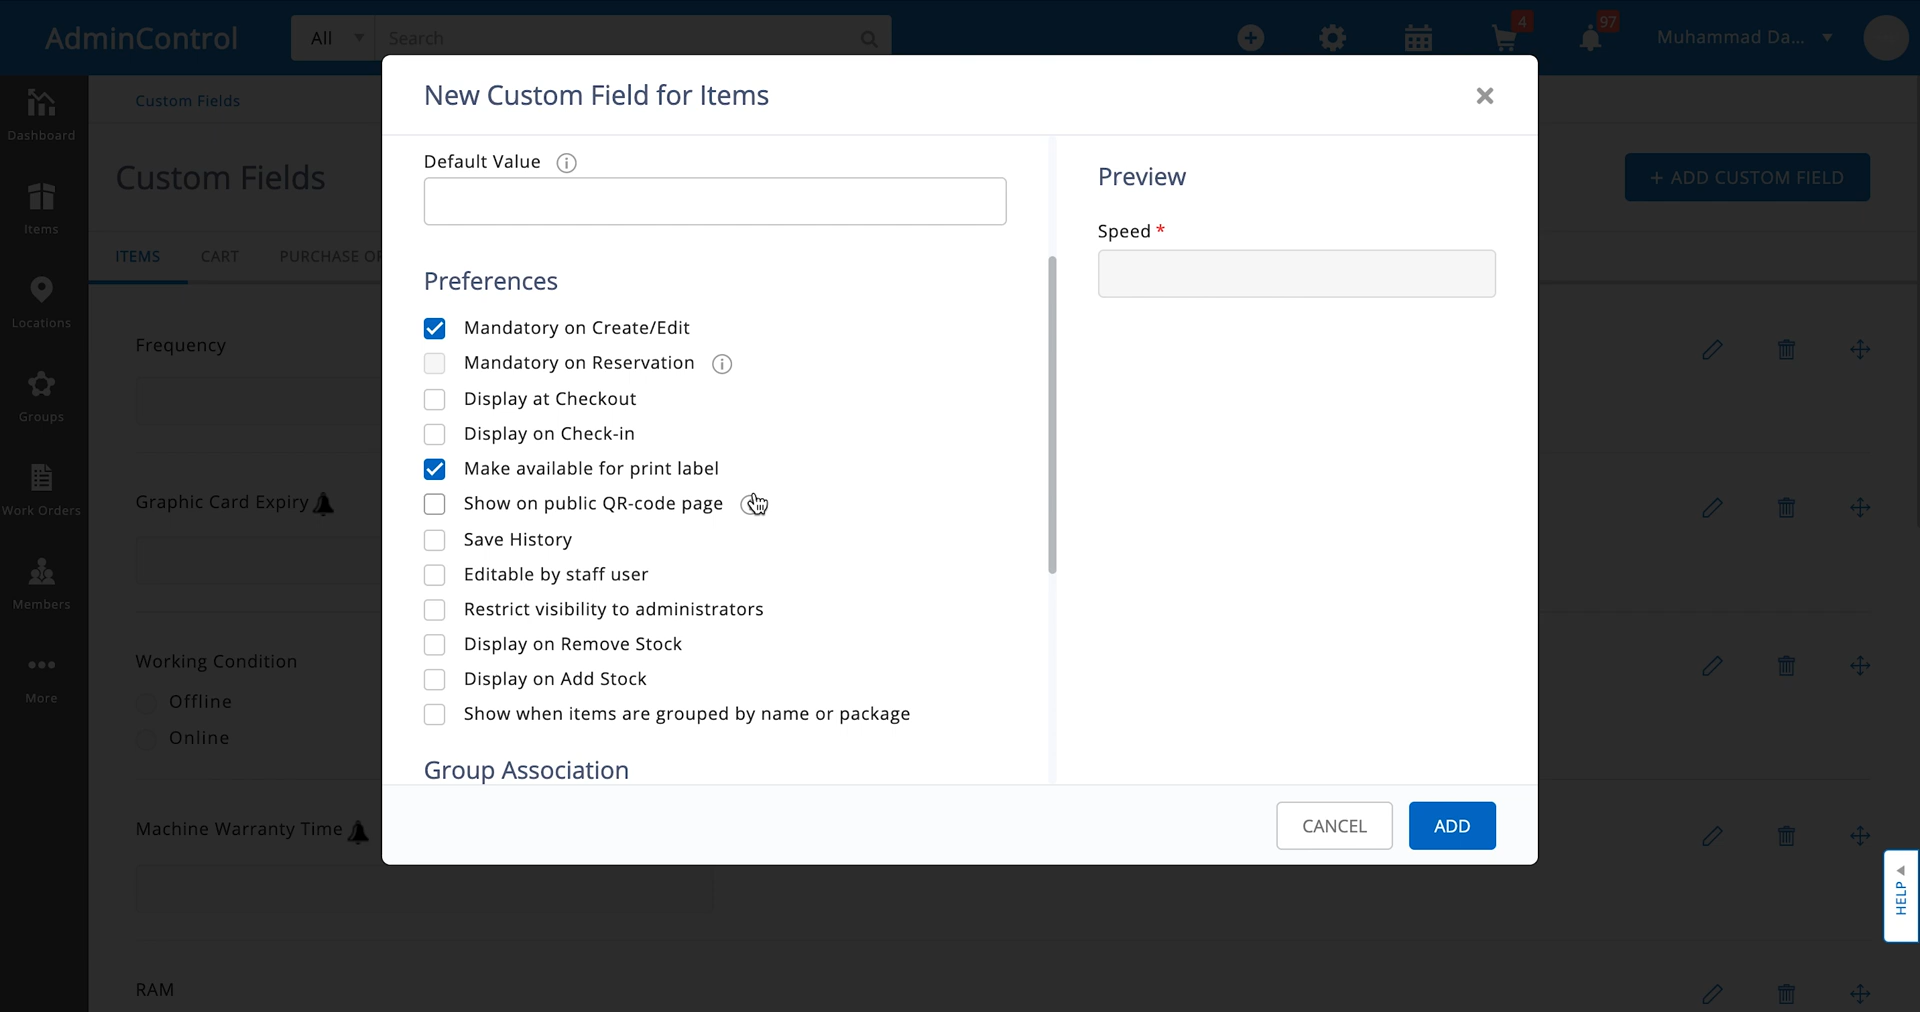 AdminControl
All
Search
4
97
Muhammad Da...
Dashboard
Items
Locations
Groups
Work Orders
Members
More
Custom Fields
Custom Fields
+ ADD CUSTOM FIELD
ITEMS
CART
PURCHASE OR
Frequency
Graphic Card Expiry
Working Condition
Offline
Online
Machine Warranty Time
RAM
New Custom Field for Items
Default Value
Preferences
Mandatory on Create/Edit
Mandatory on Reservation
Display at Checkout
Display on Check-in
Make available for print label
Show on public QR-code page
Save History
Editable by staff user
Restrict visibility to administrators
Display on Remove Stock
Display on Add Stock
Show when items are grouped by name or package
Group Association
Preview
Speed *
CANCEL
ADD
HELP